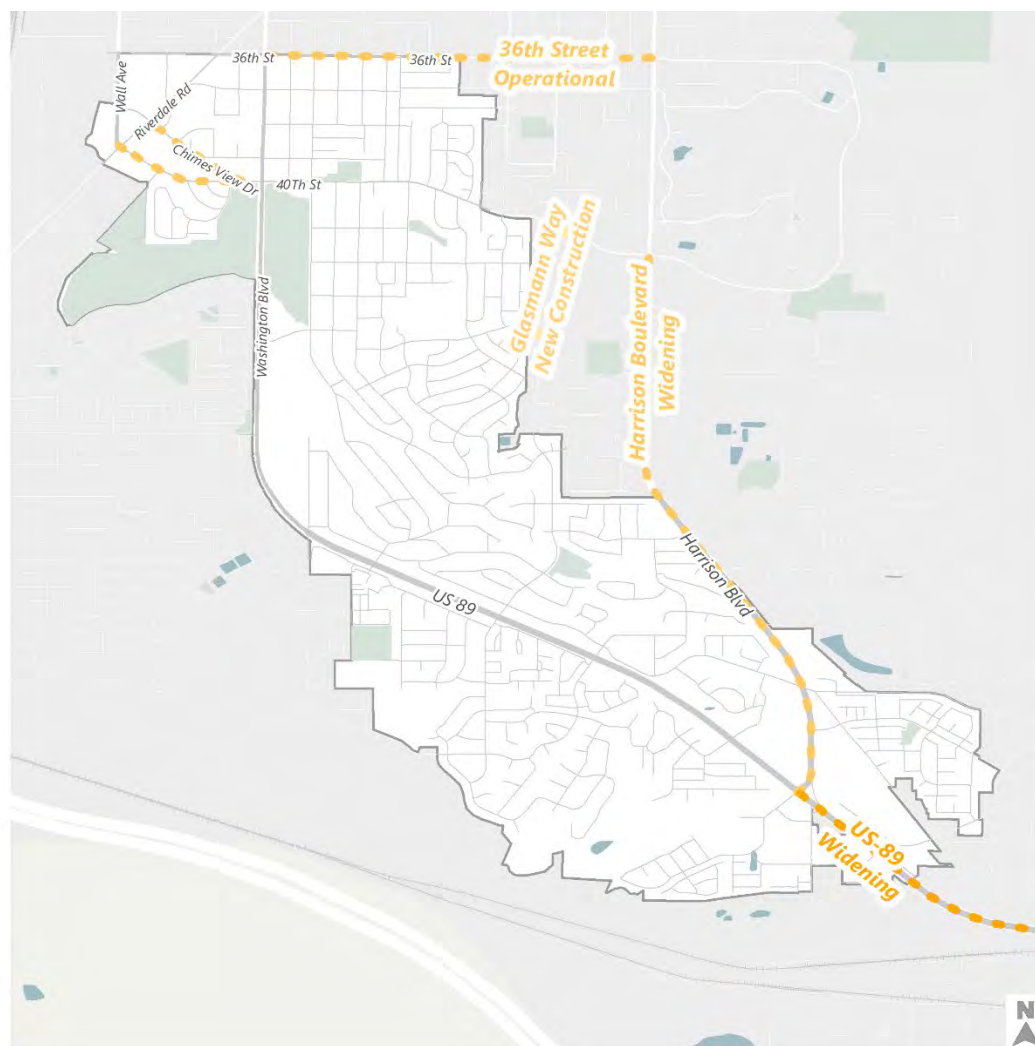 36th St
36th St
36th Street
Operational
Wall Ave
Riverdale Rd
Chimes View Dr
40Th St
Glasmann Way
New Construction
Harrison Boulevard
Widening
Washington Blvd
Harrison Blvd
US-89
US-89
Widening
N